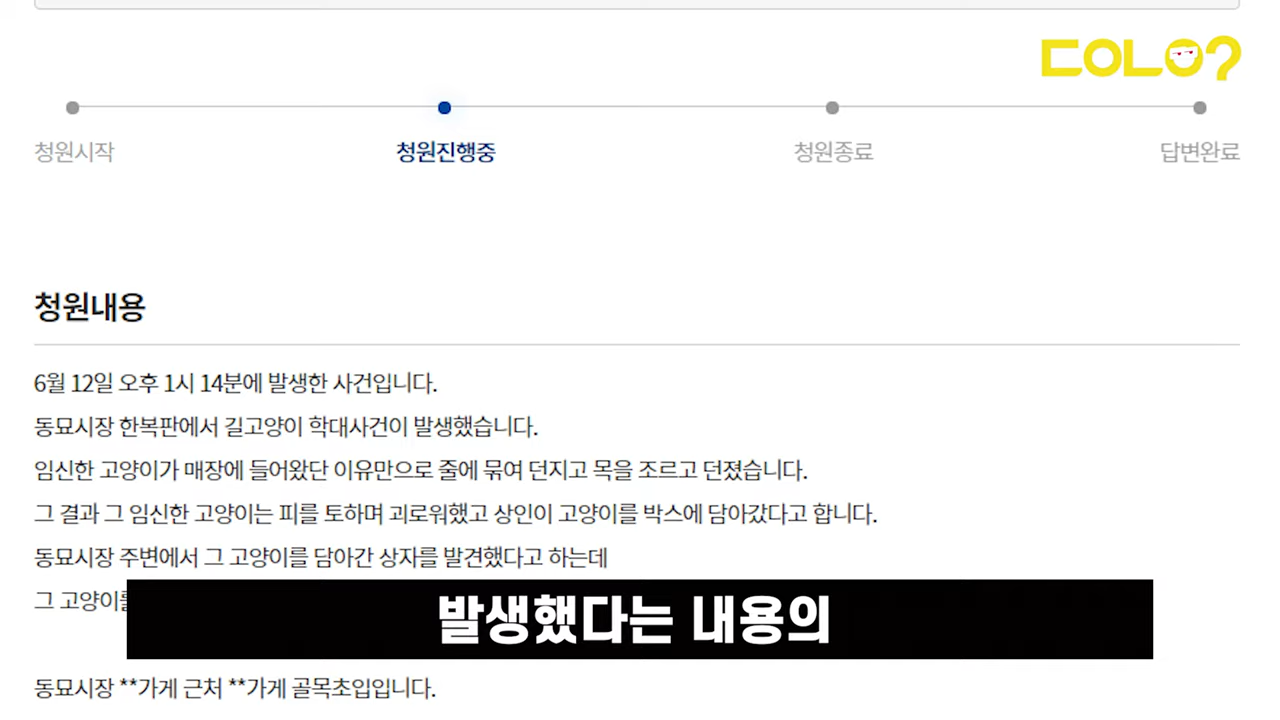 COLO?
청원시작 청원진행중 청원종료 답변완료
청원내용
6월 12일 오후 1시 14분에 발생한 사건입니다.
동묘시장 한복판에서 길고양이 학대사건이 발생했습니다.
임신한 고양이가 매장에 들어왔단 이유만으로 줄에 묶여 던지고 목을 조르고 던졌습니다.
그 결과 그 임신한 고양이는 피를 토하며 괴로워했고 상인이 고양이를 박스에 담아갔다고 합니다.
동묘시장 주변에서 그 고양이를 담아간 상자를 발견했다고 하는데
그 고양이를
발생했다는 내용의
동묘시장 **가게 근처 **가게 골목초입입니다.